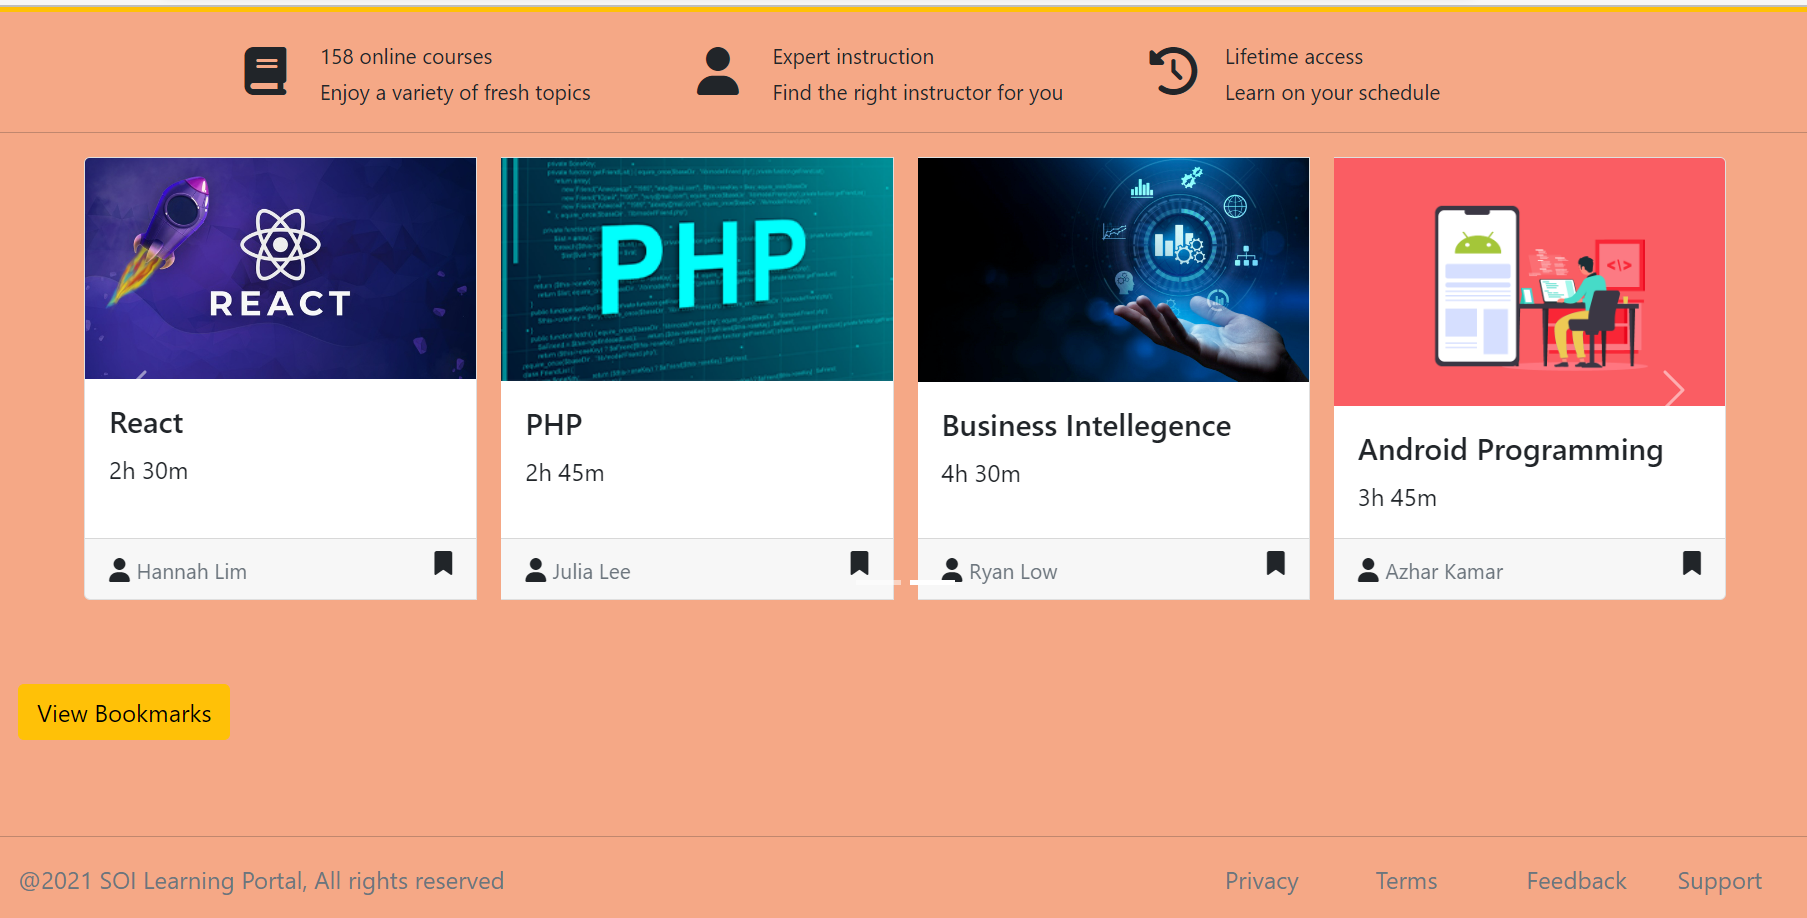 158 online courses
Enjoy a variety of fresh topics
Expert instruction
Find the right instructor for you
Lifetime access
Learn on your schedule
REACT
PHP
</>
React
2h 30m
PHP
2h 45m
Business Intellegence
4h 30m
Android Programming
3h 45m
Hannah Lim
Julia Lee
Ryan Low
Azhar Kamar
View Bookmarks
@2021 SOI Learning Portal, All rights reserved
Privacy
Terms
Feedback
Support